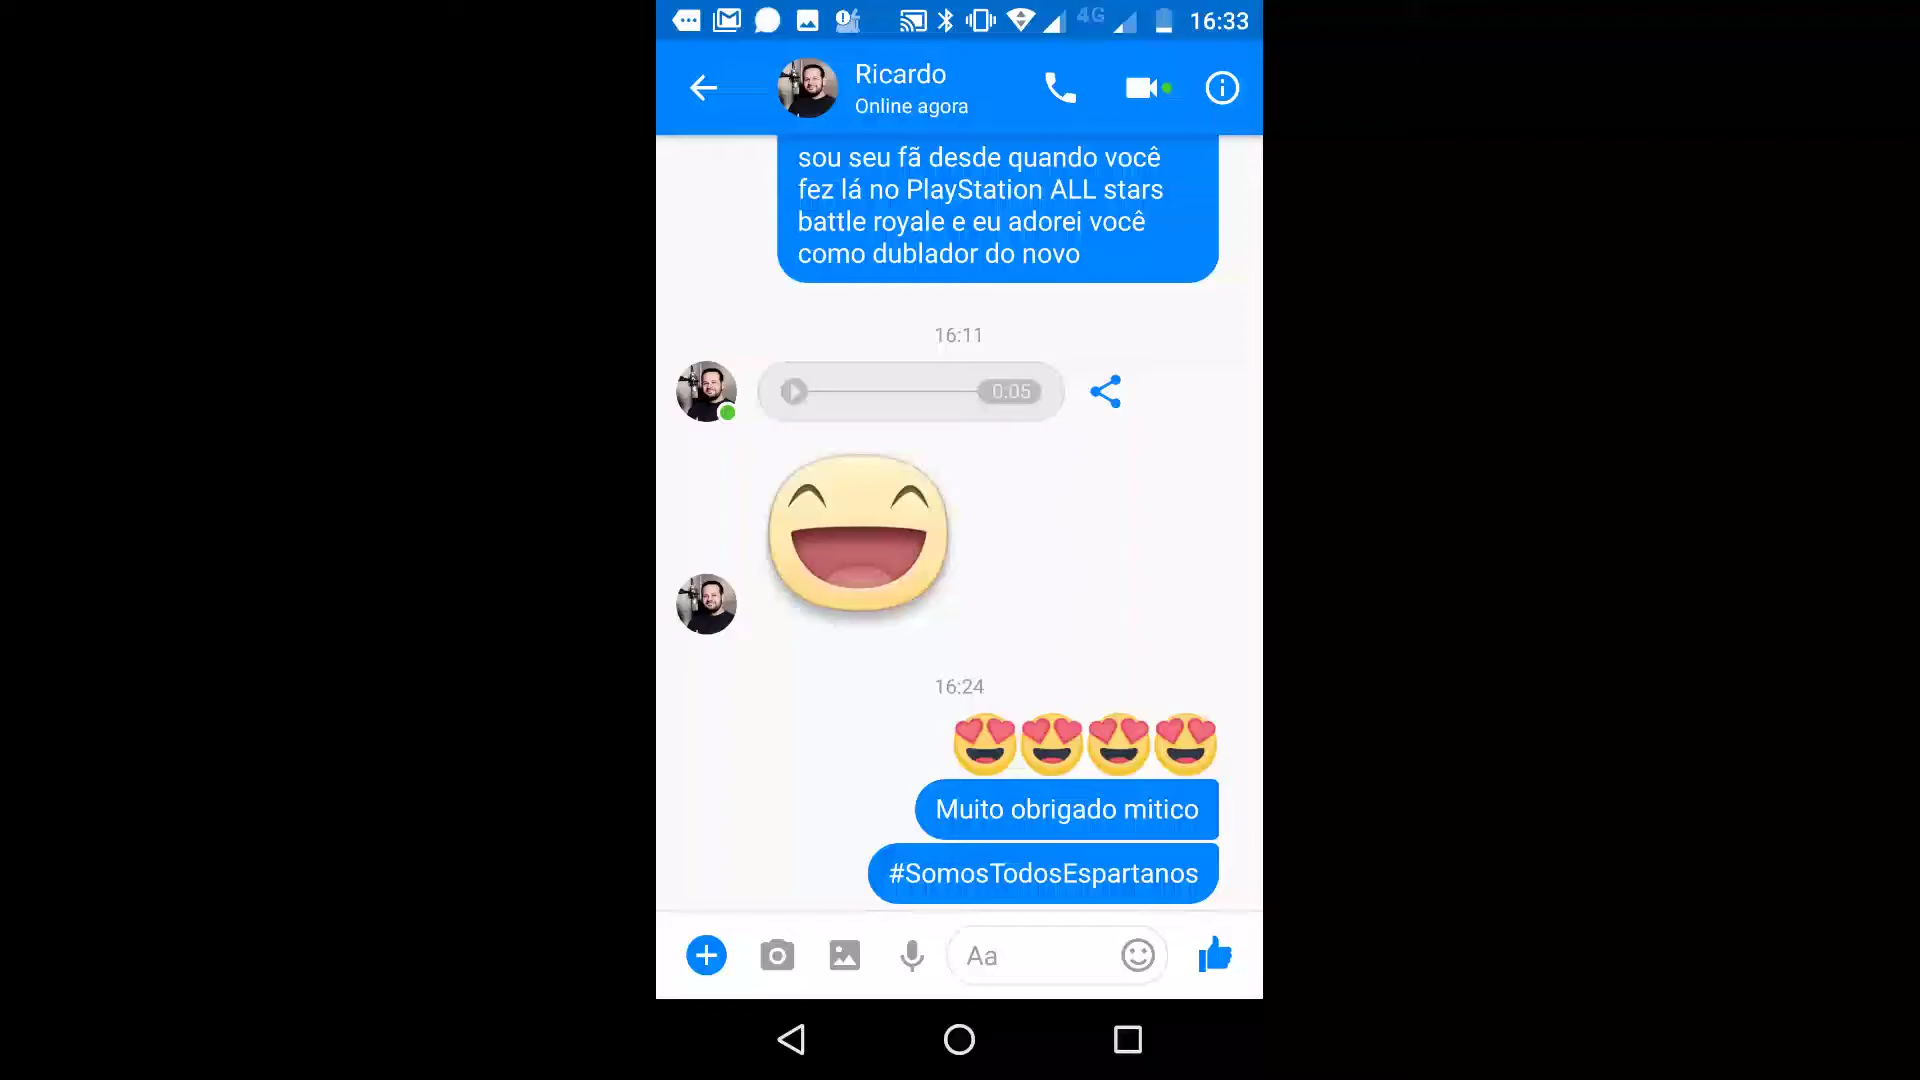 4G 16:33
Ricardo
Online agora
sou seu fã desde quando você
fez lá no PlayStation ALL stars
battle royale e eu adorei você
como dublador do novo
16:11
0:05
16:24
Muito obrigado mitico
#SomosTodosEspartanos
Aa